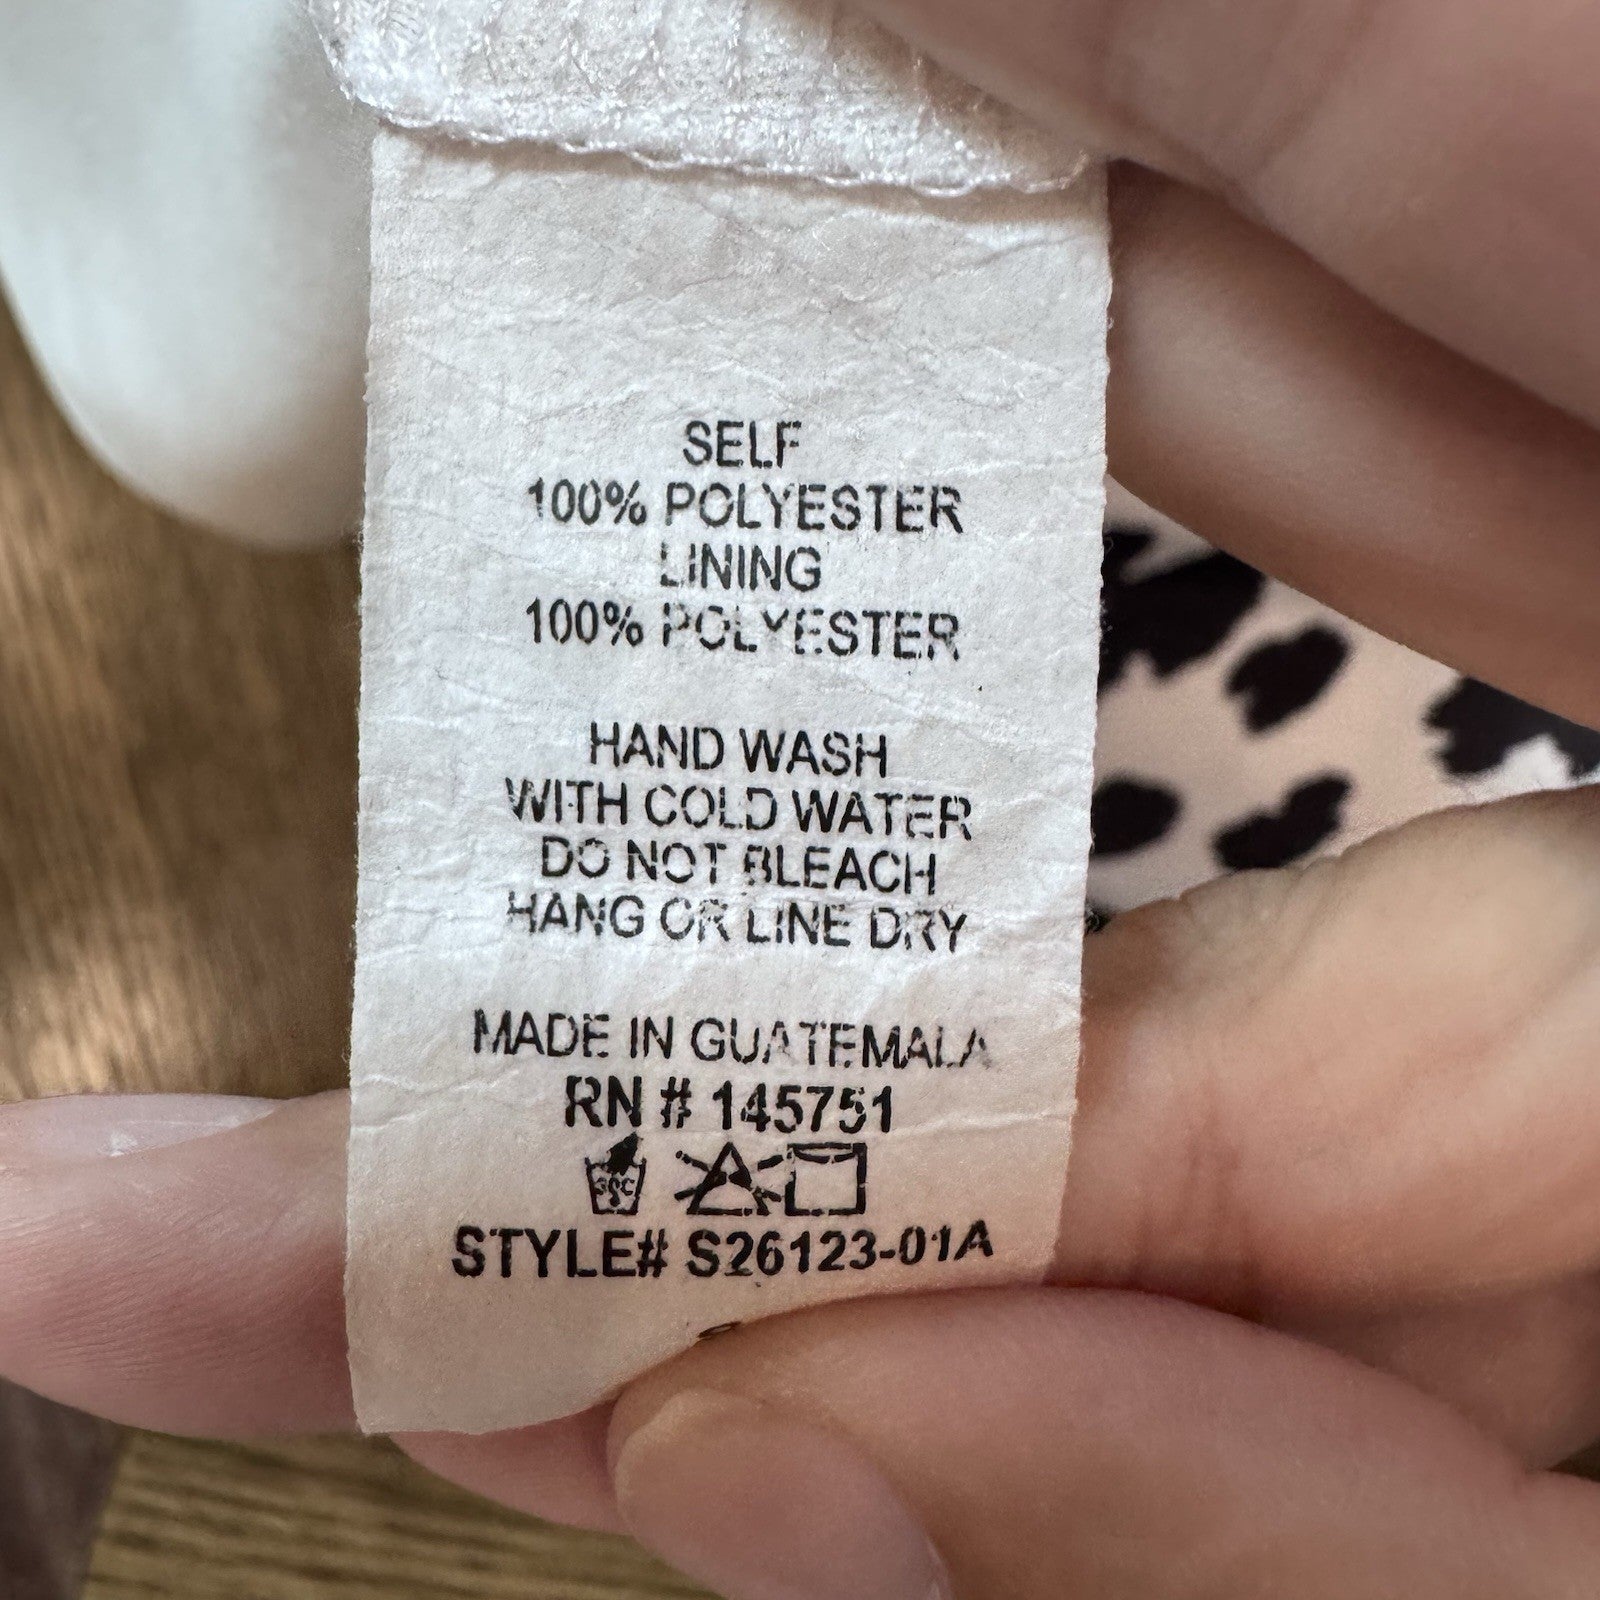 SELF
100% POLYESTER
LINING
100% POLYESTER
HAND WASH
WITH COLD WATER
DO NOT BLEACH
HANG OR LINE DRY
MADE IN GUATEMALA
RN # 145751
30C
STYLE# S26123-01A